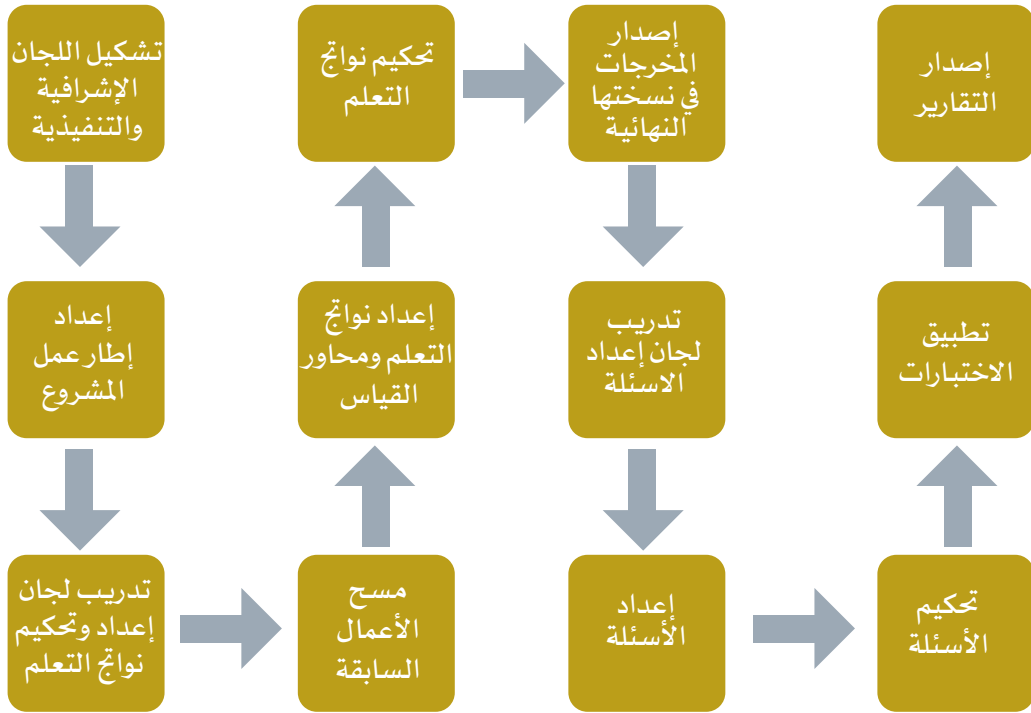 تشكيل اللجان
الإشرافية
والتنفيذية
إعداد
إطار عمل
المشروع
تدريب لجان
إعداد وتحكيم
نواتج التعلم
مسح
الأعمال
السابقة
إعداد نواتج
التعلم ومحاور
القياس
تحكيم نواتج
التعلم
إصدار
المخرجات
في نسختها
النهائية
تدريب
لجان إعداد
الاسئلة
إعداد
الأسئلة
تحكيم
الأسئلة
تطبيق
الاختبارات
إصدار
التقارير